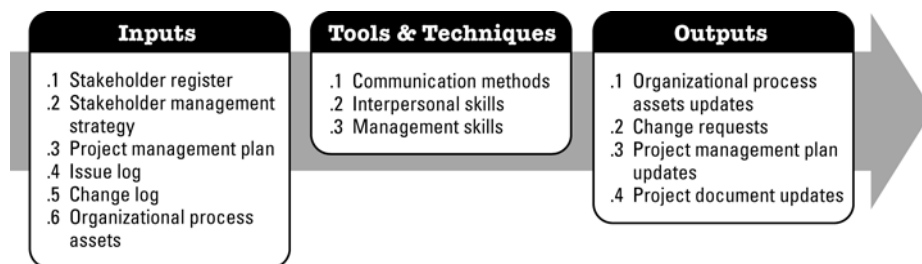 Inputs
.1 Stakeholder register
.2 Stakeholder management
strategy
.3 Project management plan
.4 Issue log
.5 Change log
.6 Organizational process
assets
Tools & Techniques
.1 Communication methods
.2 Interpersonal skills
.3 Management skills
Outputs
.1 Organizational process
assets updates
.2 Change requests
.3 Project management plan
updates
.4 Project document updates